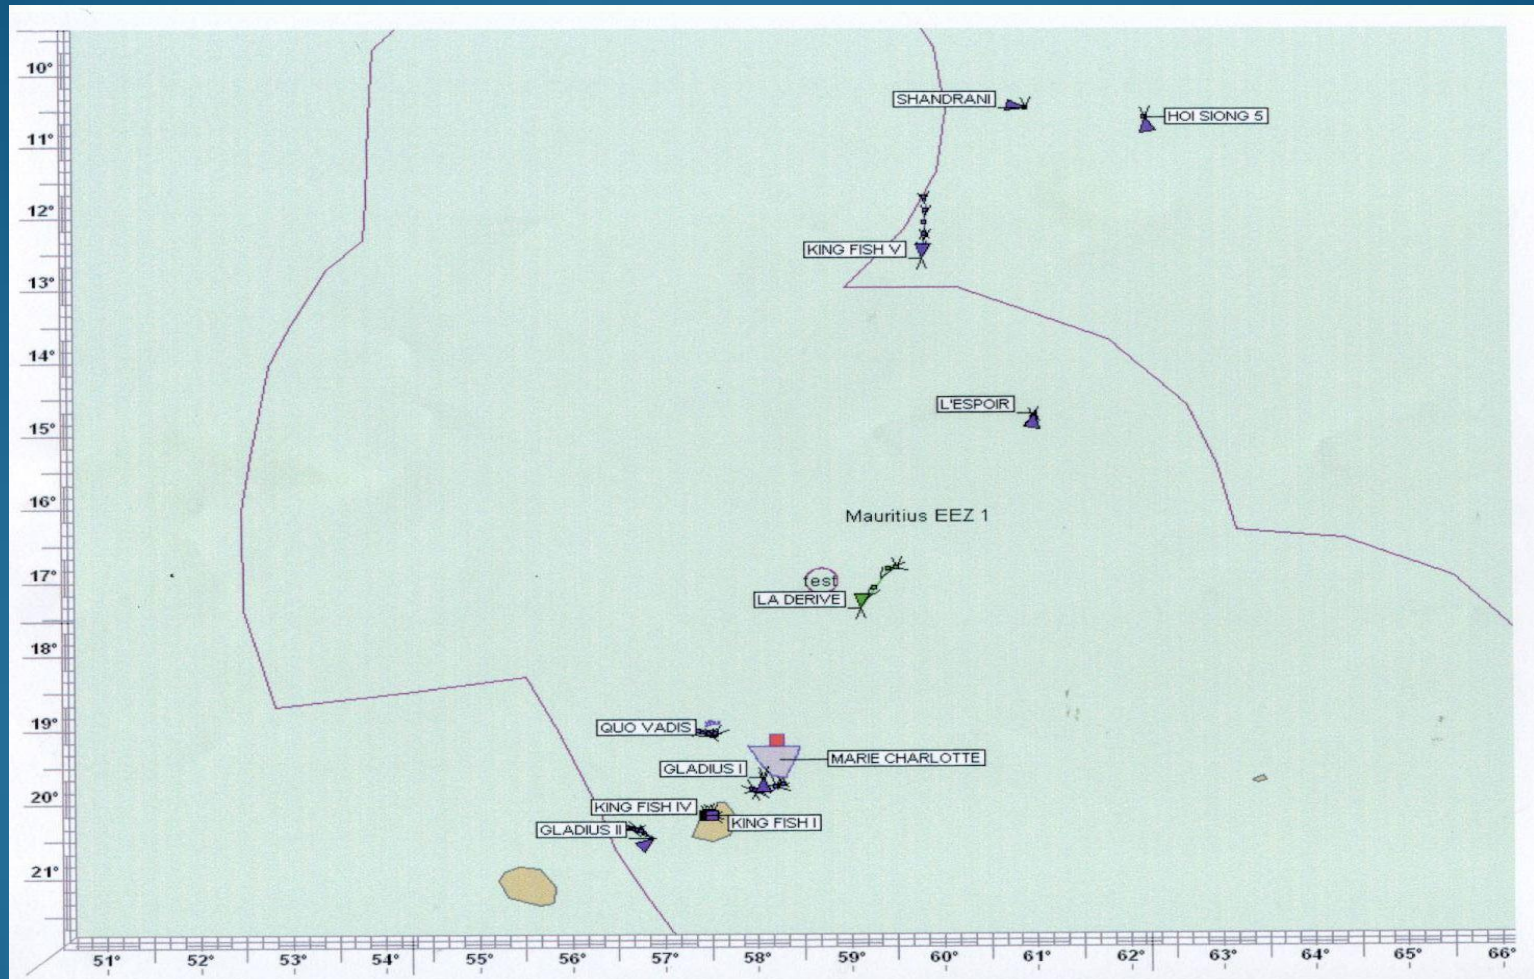 10°
SHANDRANI
HOI SIONG 5
11°
12°
KING FISH V
13°
14°
L'ESPOIR
15°
16°
Mauritius EEZ 1
17°
test
LA DERIVE
18°
19°
QUO VADIS
MARIE CHARLOTTE
GLADIUS I
20°
KING FISH IV
KING FISH I
GLADIUS II
21°
51° 52° 53° 54° 55° 56° 57° 58° 59° 60° 61° 62° 63° 64° 65° 66°